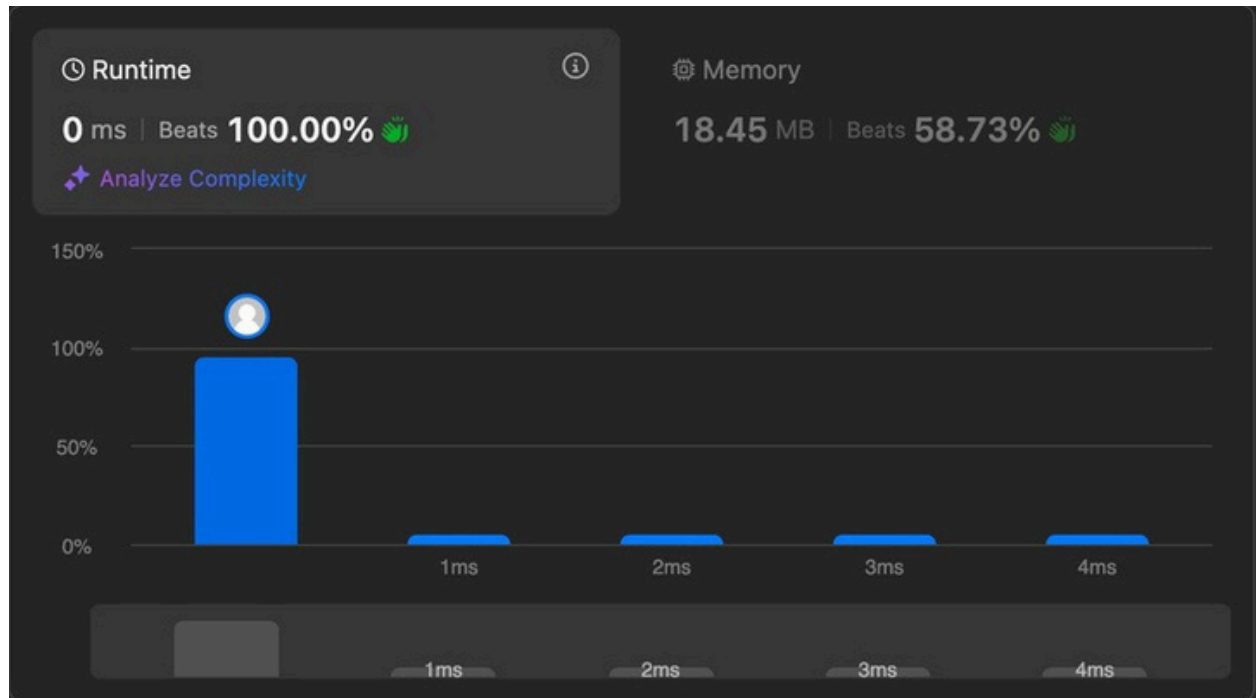 Runtime
0 ms | Beats 100.00%
Analyze Complexity
Memory
18.45 MB | Beats 58.73%
150%
100%
50%
0%
1ms 2ms 3ms 4ms
1ms 2ms 3ms 4ms